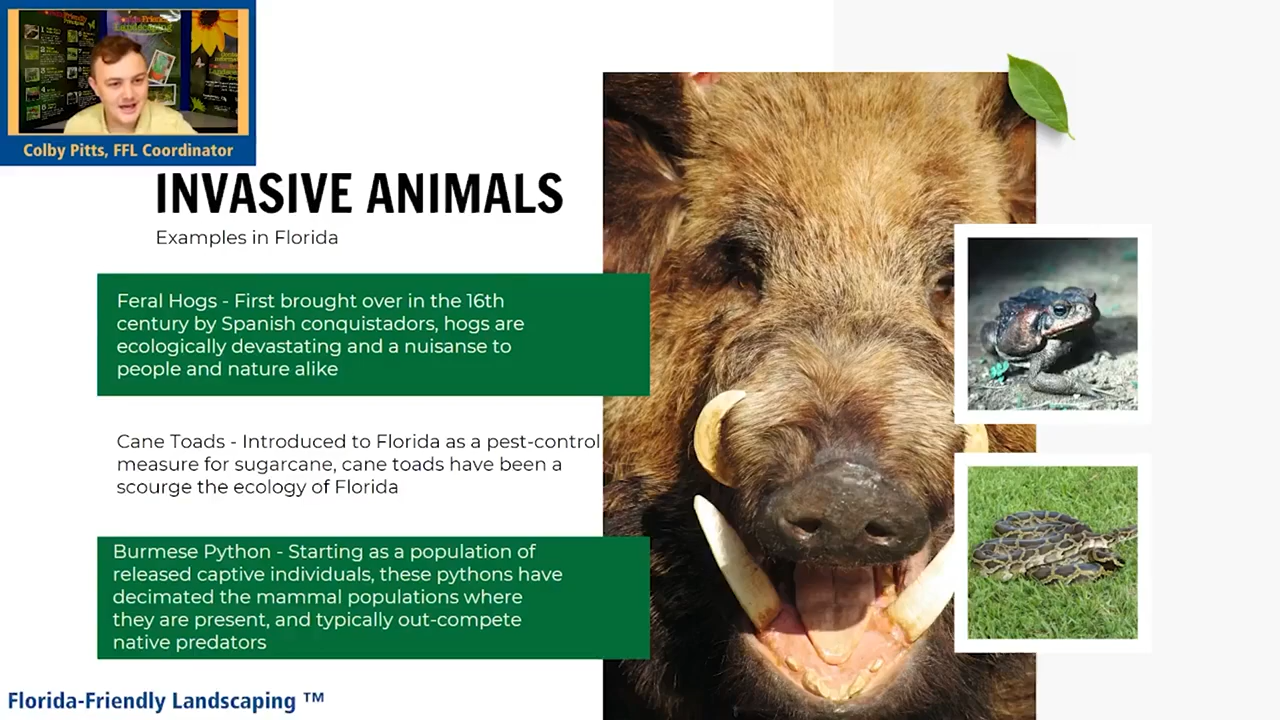 Friendly
Landscaping
Colby Pitts, FFL Coordinator
INVASIVE ANIMALS
Examples in Florida
Feral Hogs - First brought over in the 16th
century by Spanish conquistadors, hogs are
ecologically devastating and a nuisanse to
people and nature alike
Cane Toads - Introduced to Florida as a pest-control
measure for sugarcane, cane toads have been a
scourge the ecology of Florida
Burmese Python - Starting as a population of
released captive individuals, these pythons have
decimated the mammal populations where
they are present, and typically out-compete
native predators
Florida-Friendly Landscaping ™